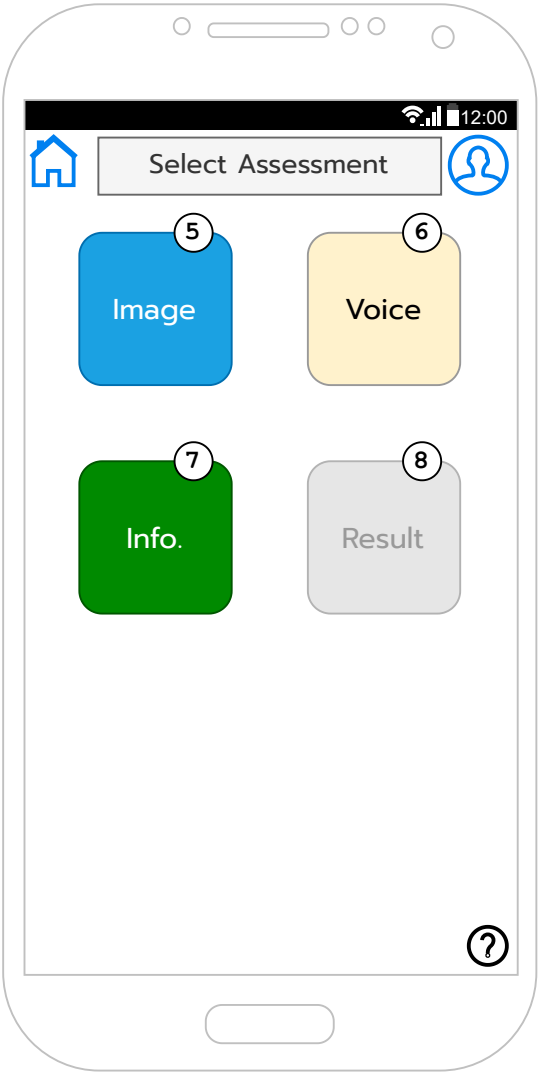 12:00
Select Assessment
5
6
Image
Voice
7
8
Info.
Result
?